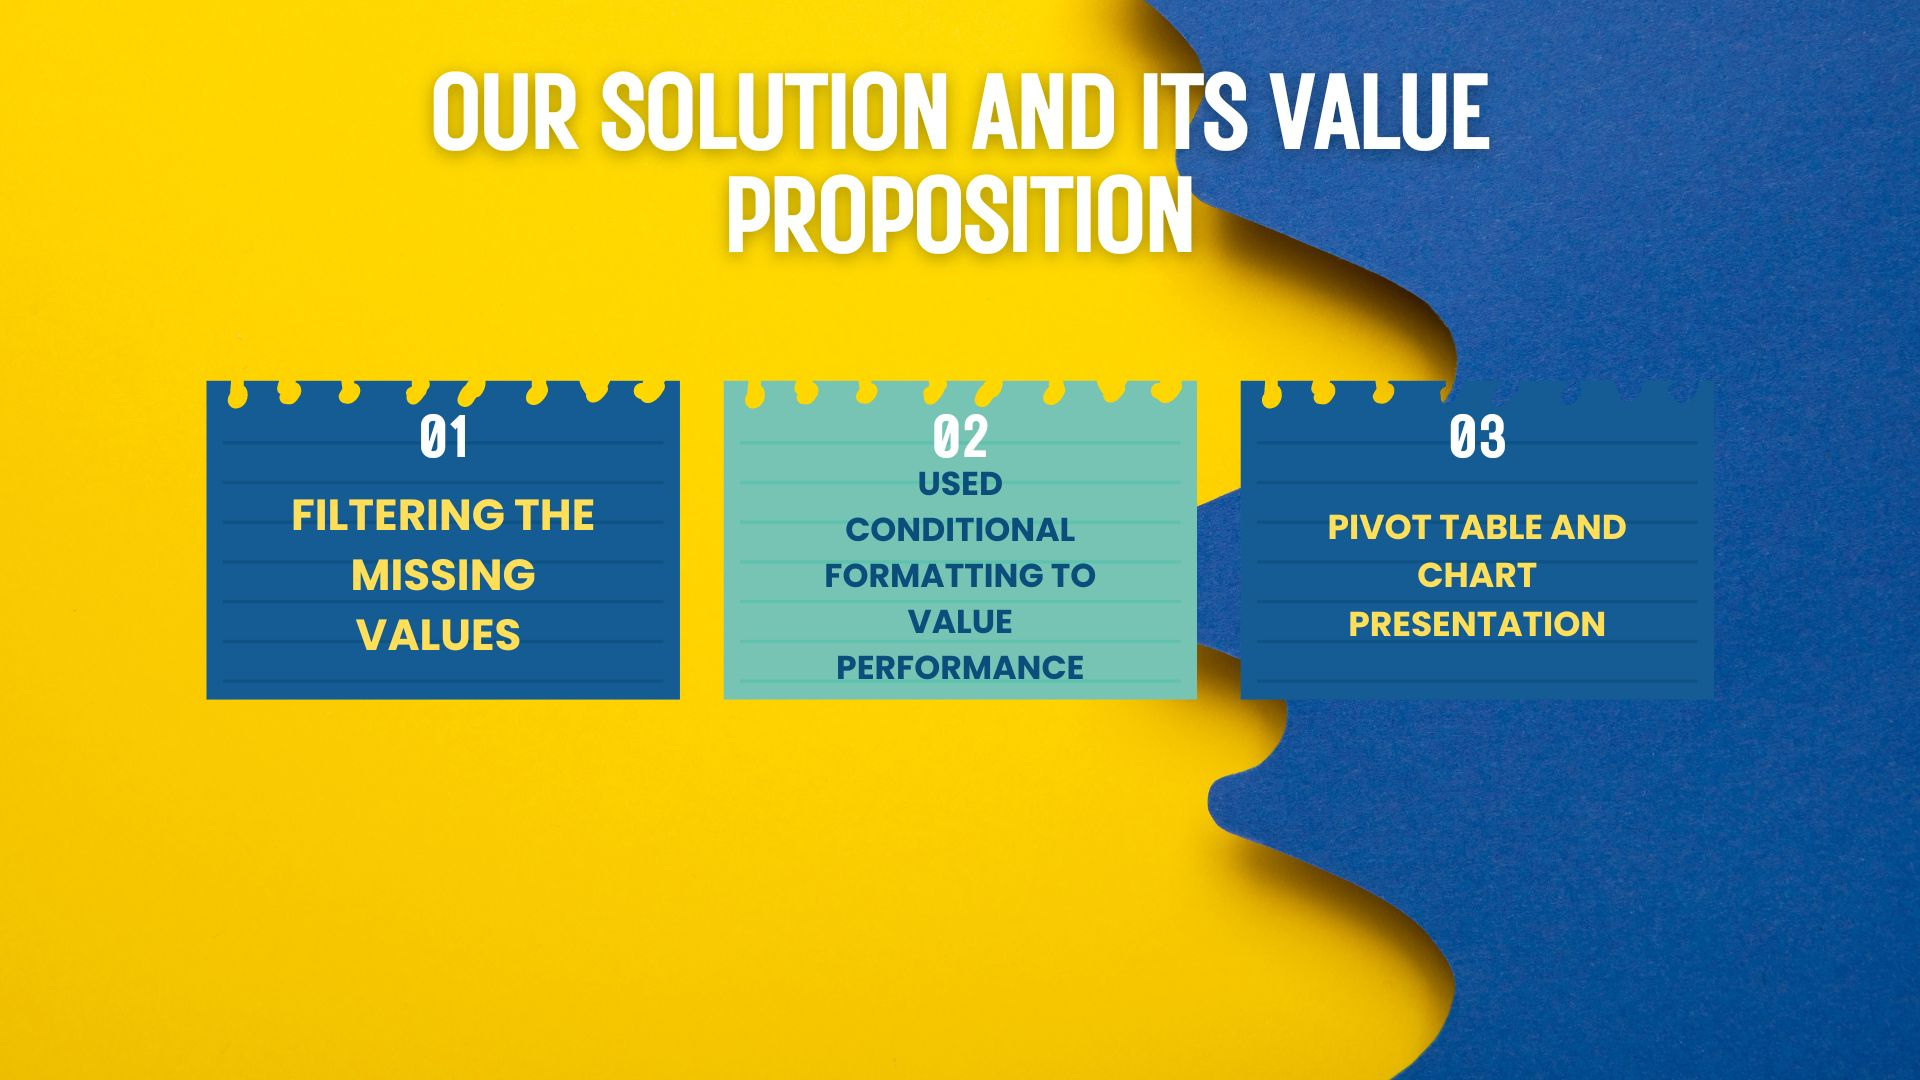 OUR SOLUTION AND ITS VALUE
PROPOSITION
01
FILTERING THE
MISSING
VALUES
02
USED
CONDITIONAL
FORMATTING TO
VALUE
PERFORMANCE
03
PIVOT TABLE AND
CHART
PRESENTATION